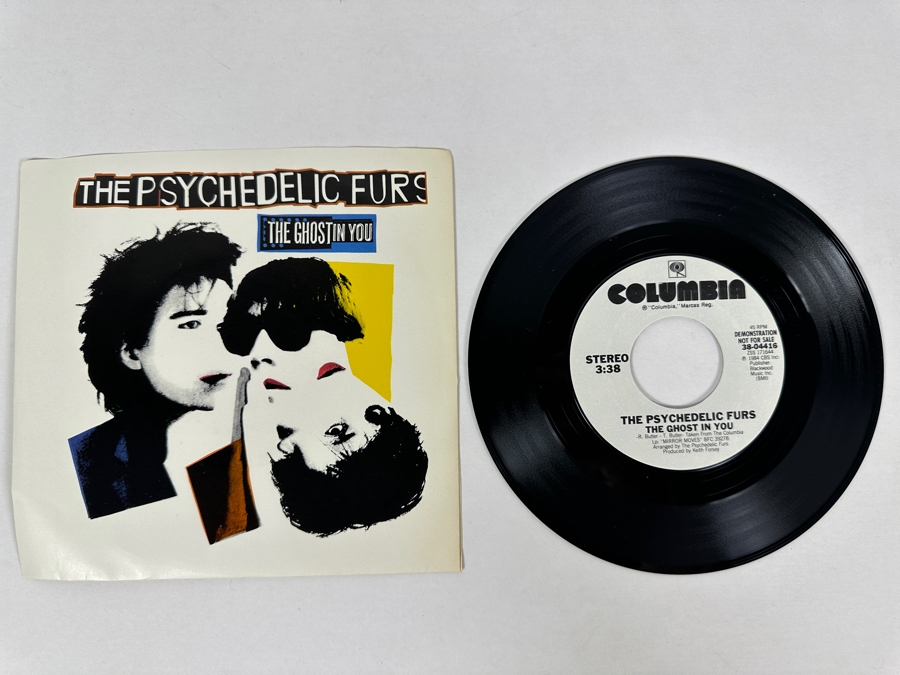 THE PSYCHEDELIC FURS
THE GHOST IN YOU
COLUMBIA
® "Columbia," Marcas Reg.
45 RPM
DEMONSTRATION
NOT FOR SALE
38-04416
ZSS 171644
℗ 1984 CBS Inc.
Publisher:
Blackwood
Music Inc.
(BMI)
STEREO
3:38
THE PSYCHEDELIC FURS
THE GHOST IN YOU
-R. Butler - T. Butler- Taken From The Columbia
Lp "MIRROR MOVES" BFC 39278
Arranged by The Psychedelic Furs
Produced by Keith Forsey